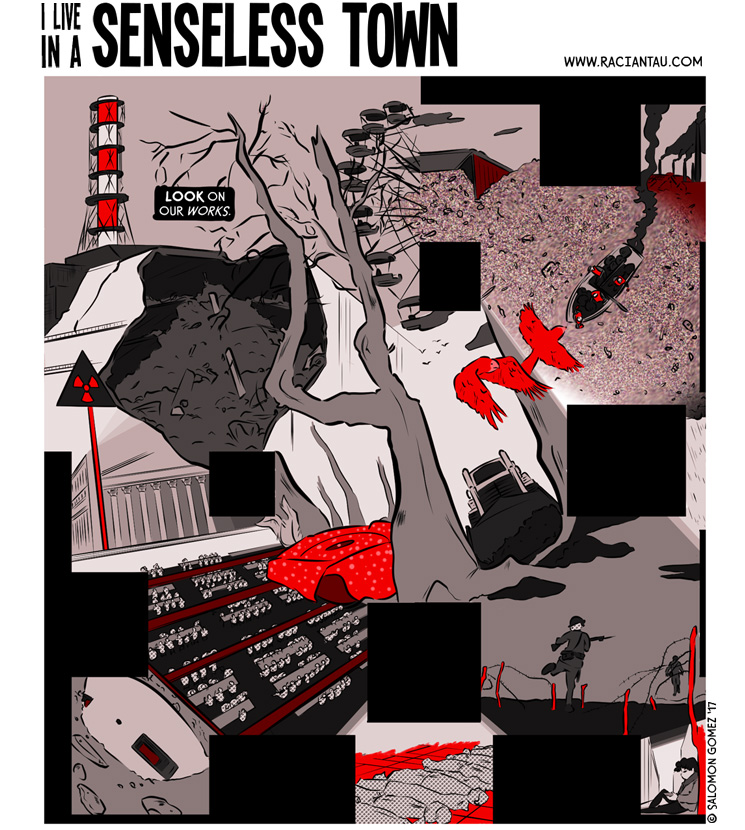 I LIVE
IN A SENSELESS TOWN
WWW.RACIANTAU.COM
LOOK ON
OUR WORKS.
© SALOMON GOMEZ '17